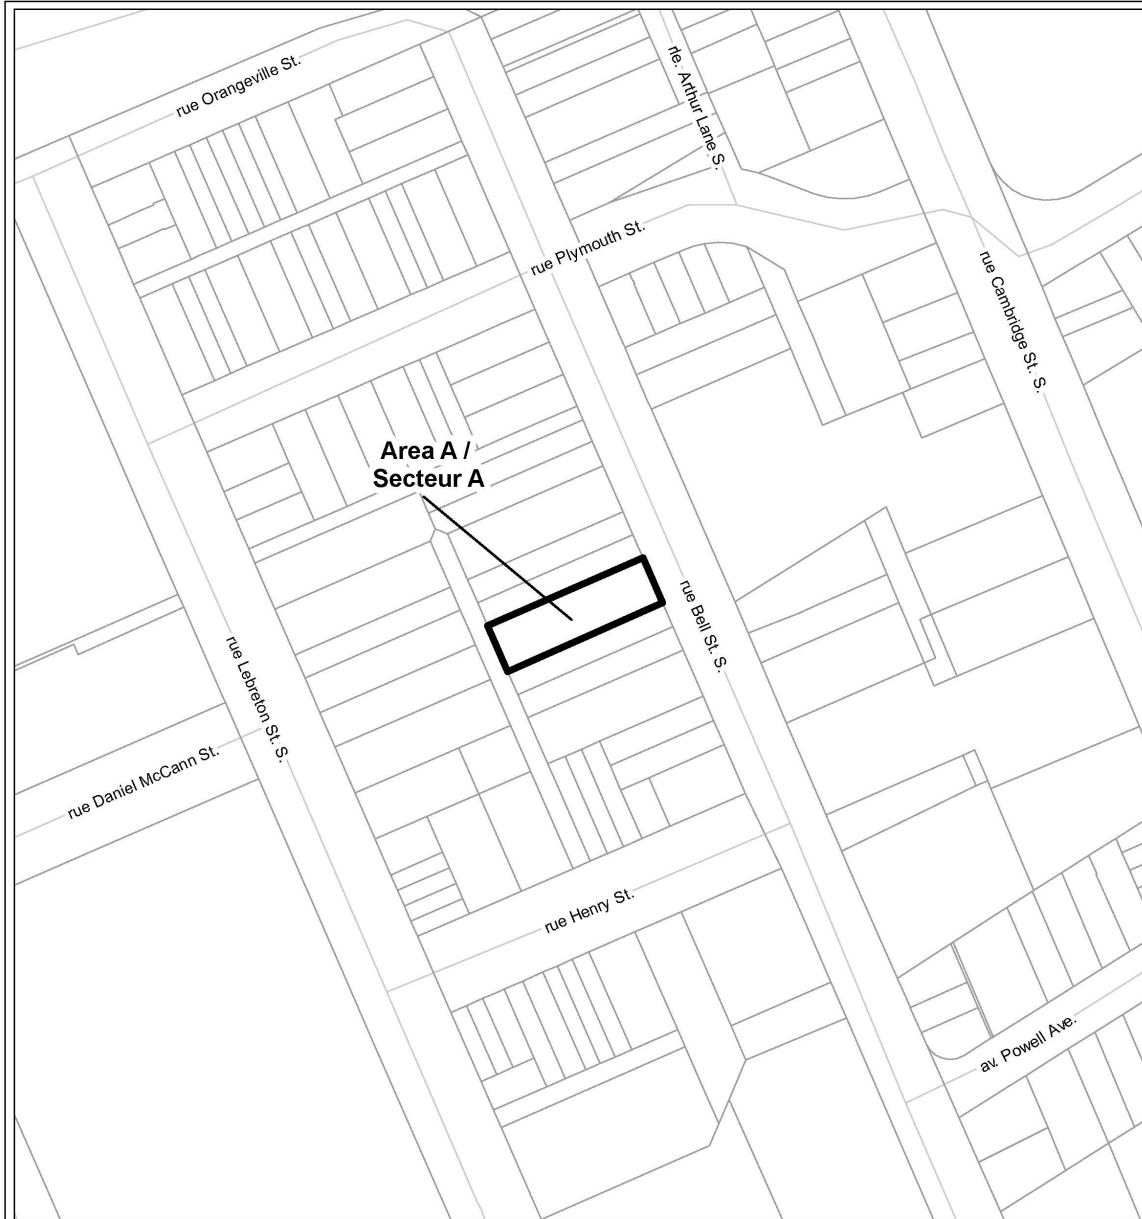 rue Orangeville St.
rle. Arthur Lane S.
rue Plymouth St.
rue Cambridge St. S.
Area A /
Secteur A
rue Bell St. S.
rue Lebreton St. S.
rue Daniel McCann St.
rue Henry St.
av. Powell Ave.